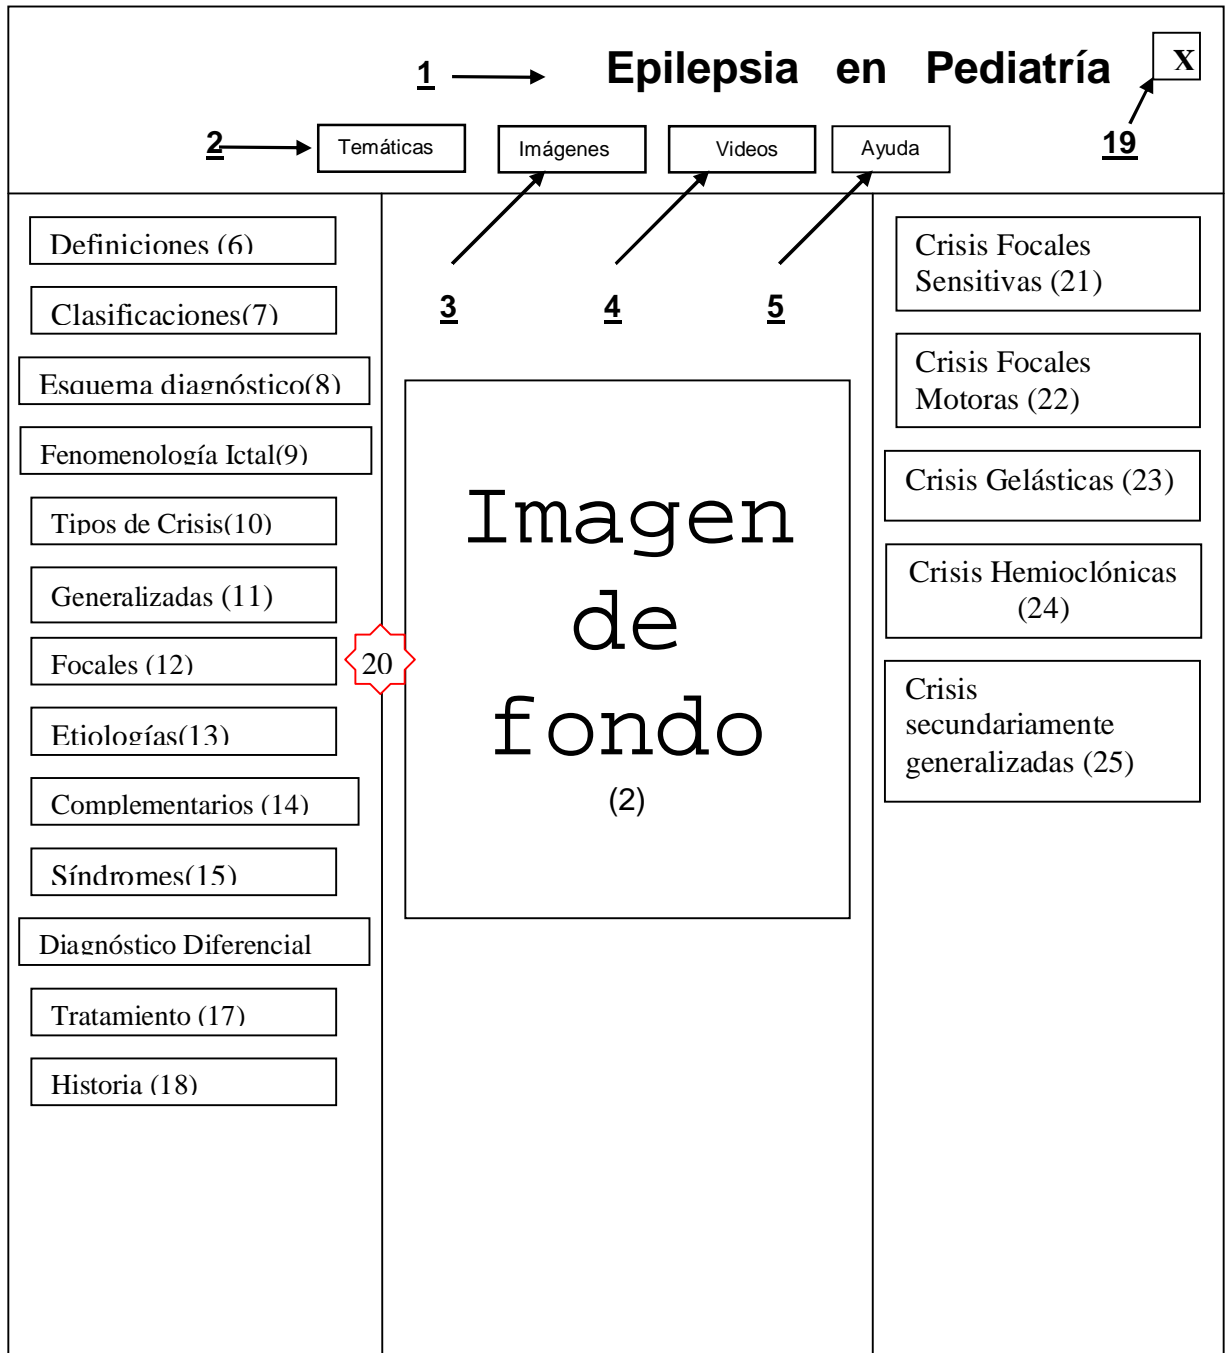 1
Epilepsia en Pediatría
X
2
Temáticas
Imágenes
Videos
Ayuda
19
3
4
5
Definiciones (6)
Clasificaciones(7)
Esquema diagnóstico(8)
Fenomenología Ictal(9)
Tipos de Crisis(10)
Generalizadas (11)
Focales (12)
Etiologías(13)
Complementarios (14)
Síndromes(15)
Diagnóstico Diferencial
Tratamiento (17)
Historia (18)
20
Imagen
de
fondo
(2)
Crisis Focales
Sensitivas (21)
Crisis Focales
Motoras (22)
Crisis Gelásticas (23)
Crisis Hemioclónicas
(24)
Crisis
secundariamente
generalizadas (25)